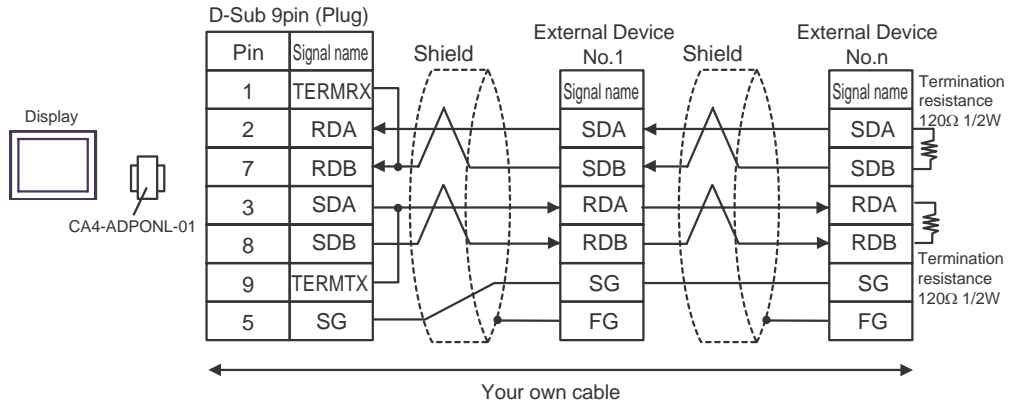 D-Sub 9pin (Plug)
Pin Signal name
1 TERMRX
2 RDA
7 RDB
3 SDA
8 SDB
9 TERMTX
5 SG
Display
CA4-ADPONL-01
Shield
External Device
No.1
Signal name
SDA
SDB
RDA
RDB
SG
FG
Shield
External Device
No.n
Signal name
SDA
SDB
RDA
RDB
SG
FG
Termination
resistance
120Ω 1/2W
Termination
resistance
120Ω 1/2W
Your own cable